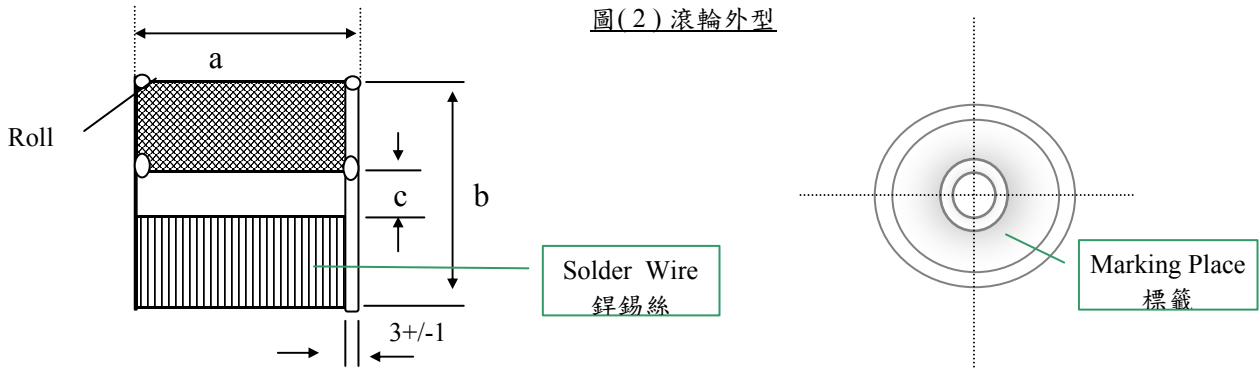 圖(2)滾輪外型
a
Roll
c
b
Solder Wire
銲錫絲
Marking Place
標籤
3+/-1